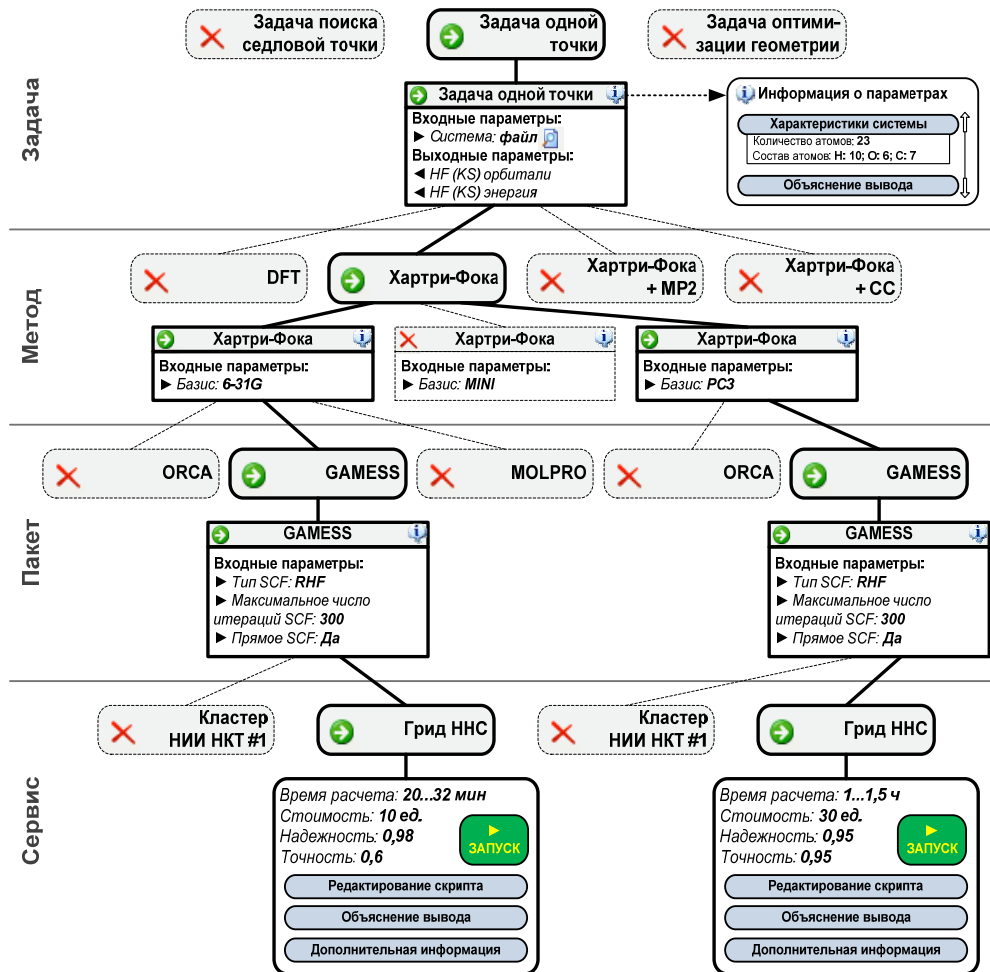 Задача
Задача поиска
седловой точки
Задача одной
точки
Задача оптими-
зации геометрии
Задача одной точки
Входные параметры:
► Система: файл
Выходные параметры:
◄ HF (KS) орбитали
◄ HF (KS) энергия
Информация о параметрах
Характеристики системы
Количество атомов: 23
Состав атомов: H: 10; O: 6; C: 7
Объяснение вывода
Метод
DFT
Хартри-Фока
Хартри-Фока
+ MP2
Хартри-Фока
+ CC
Хартри-Фока
Входные параметры:
► Базис: 6-31G
Хартри-Фока
Входные параметры:
► Базис: MINI
Хартри-Фока
Входные параметры:
► Базис: PC3
Пакет
ORCA
GAMESS
MOLPRO
ORCA
GAMESS
GAMESS
Входные параметры:
► Тип SCF: RHF
► Максимальное число
итераций SCF: 300
► Прямое SCF: Да
GAMESS
Входные параметры:
► Тип SCF: RHF
► Максимальное число
итераций SCF: 300
► Прямое SCF: Да
Сервис
Кластер
НИИ НКТ #1
Грид ННС
Кластер
НИИ НКТ #1
Грид ННС
Время расчета: 20...32 мин
Стоимость: 10 ед.
Надежность: 0,98
Точность: 0,6
► ЗАПУСК
Редактирование скрипта
Объяснение вывода
Дополнительная информация
Время расчета: 1...1,5 ч
Стоимость: 30 ед.
Надежность: 0,95
Точность: 0,95
► ЗАПУСК
Редактирование скрипта
Объяснение вывода
Дополнительная информация